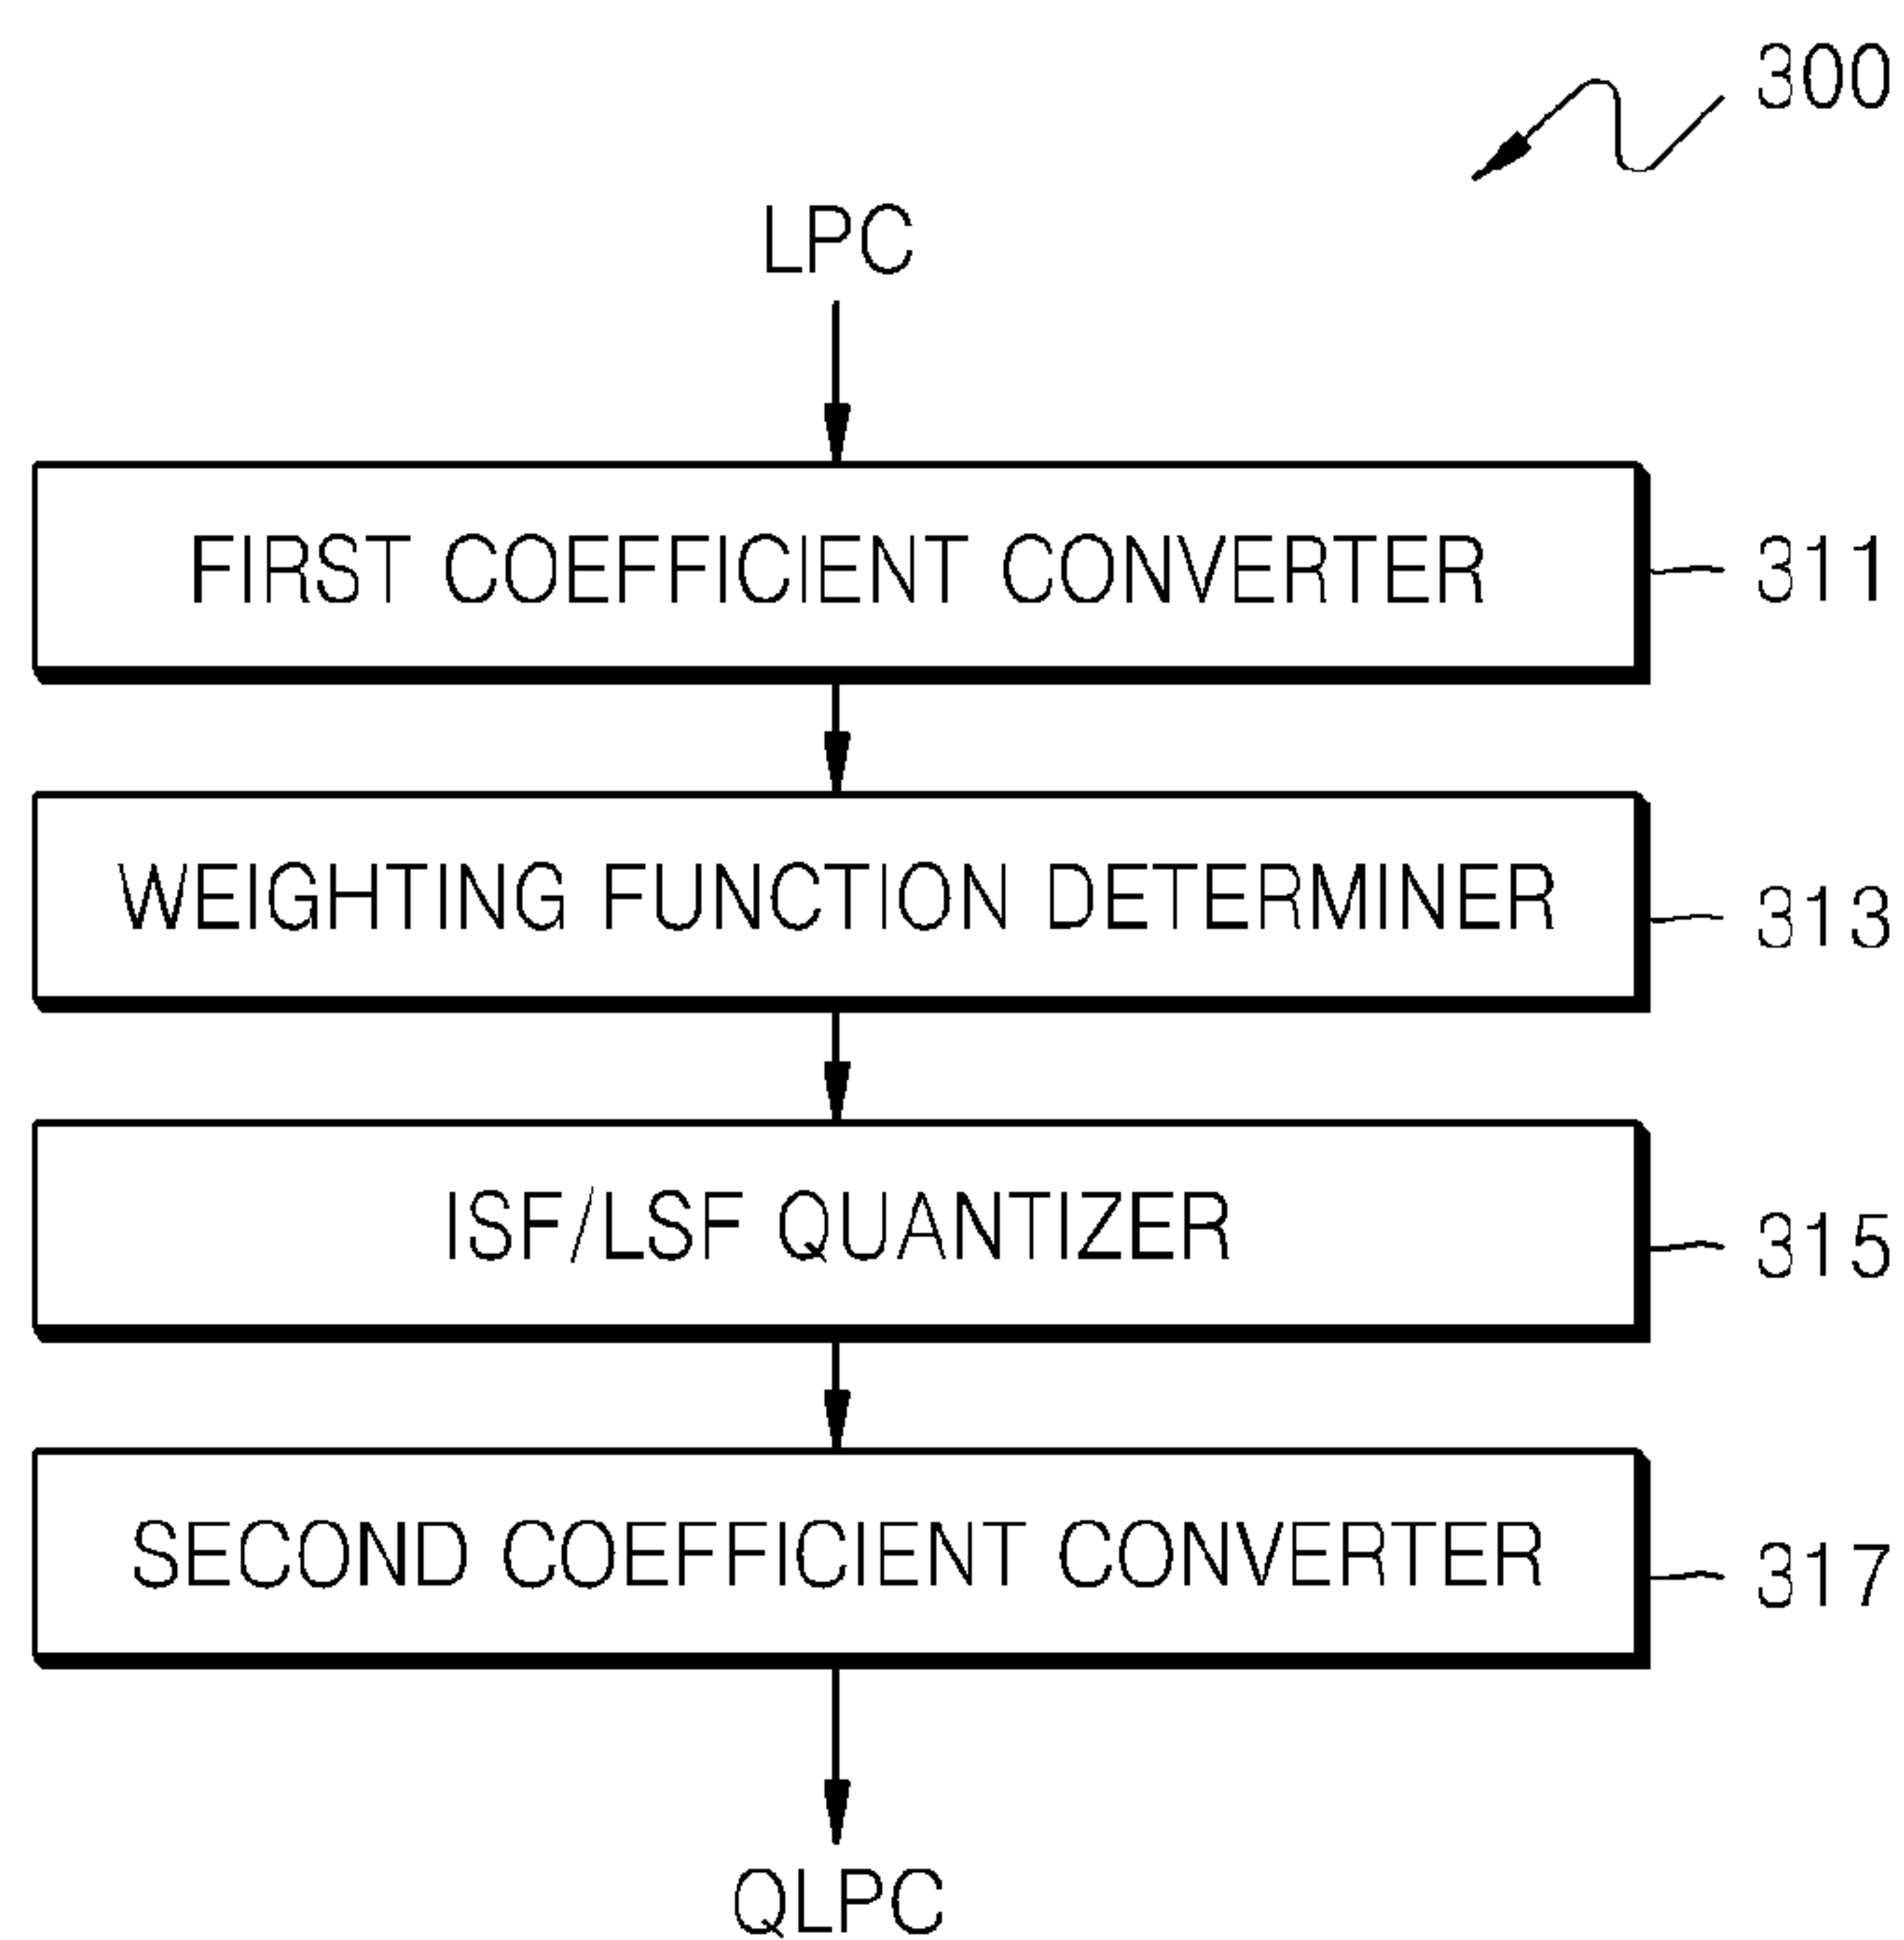 300
LPC
FIRST COEFFICIENT CONVERTER
311
WEIGHTING FUNCTION DETERMINER
313
ISF/LSF QUANTIZER
315
SECOND COEFFICIENT CONVERTER
317
QLPC